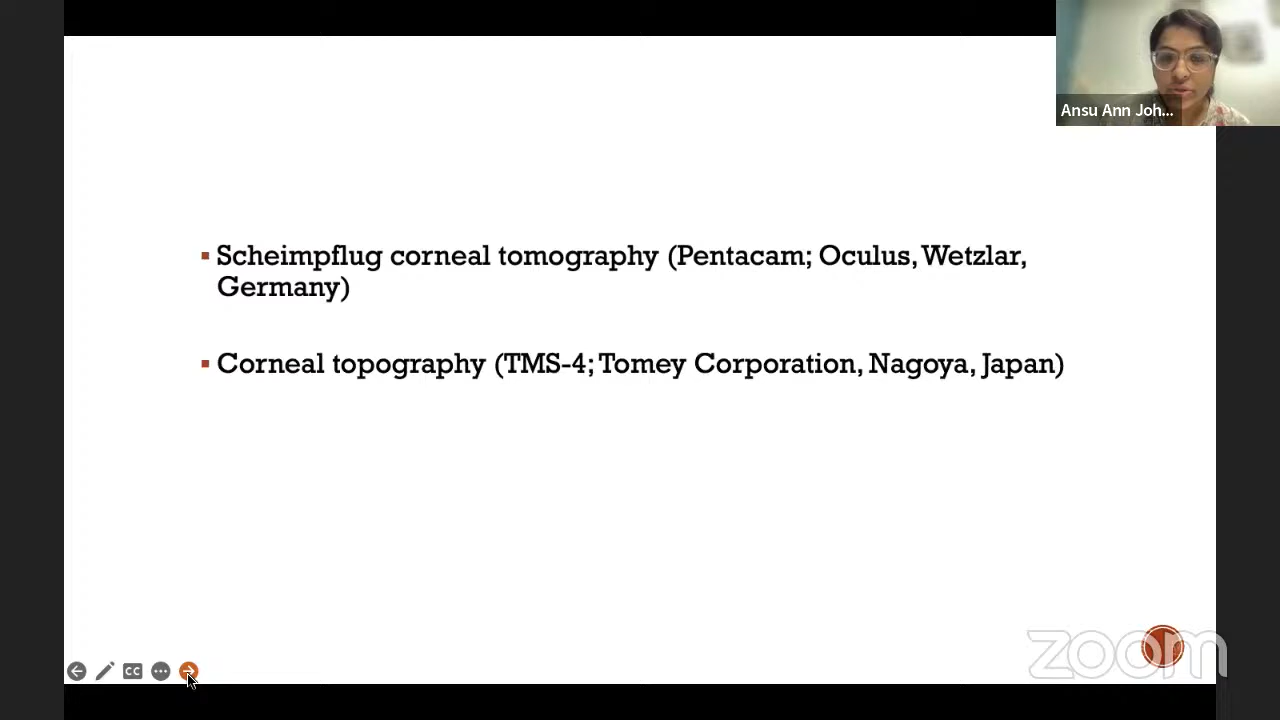 Ansu Ann Joh...
▪ Scheimpflug corneal tomography (Pentacam; Oculus, Wetzlar,
Germany)
▪ Corneal topography (TMS-4; Tomey Corporation, Nagoya, Japan)
CC
zoom